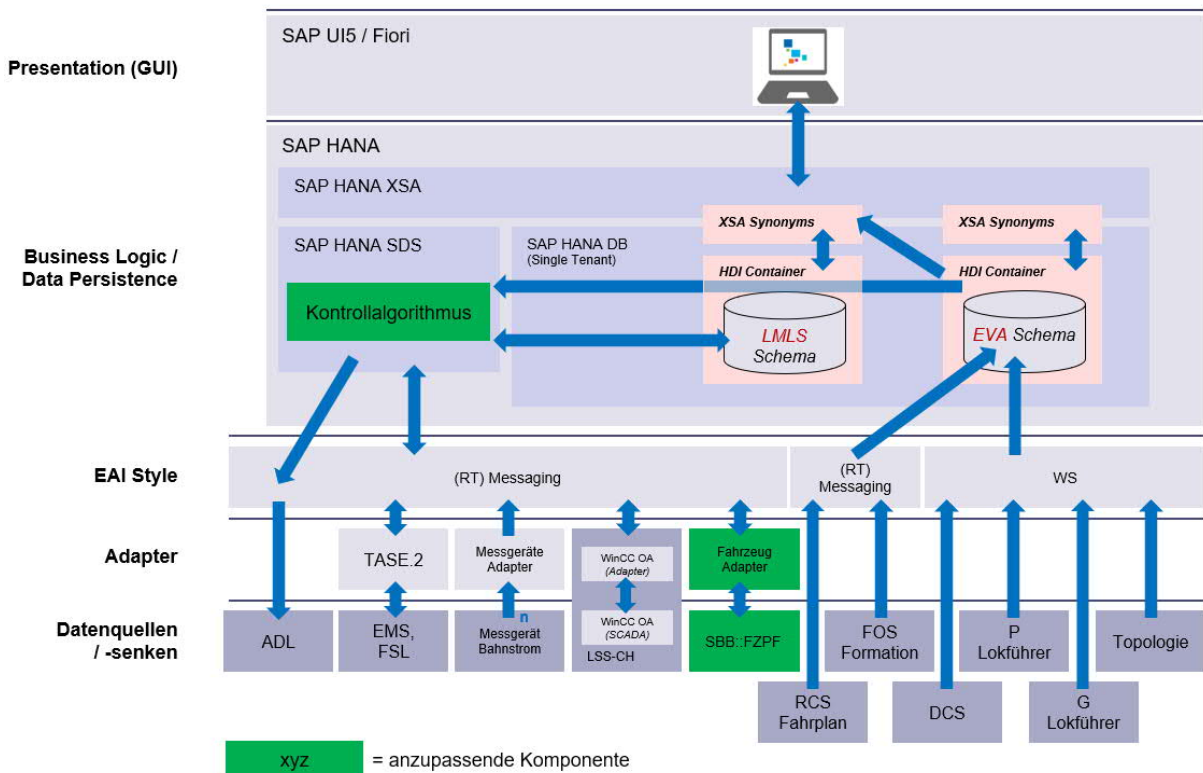 SAP UI5 / Fiori
Presentation (GUI)
SAP HANA
SAP HANA XSA
XSA Synonyms
XSA Synonyms
SAP HANA SDS
SAP HANA DB
(Single Tenant)
Business Logic /
Data Persistence
HDI Container
HDI Container
Kontrollalgorithmus
LMLS
Schema
EVA Schema
EAI Style
(RT) Messaging
(RT)
Messaging
WS
Adapter
TASE.2
Messgeräte
Adapter
WinCC OA
(Adapter)
Fahrzeug
Adapter
Datenquellen
/ -senken
ADL
EMS,
FSL
n
Messgerät
Bahnstrom
WinCC OA
(SCADA)
LSS-CH
SBB::FZPF
FOS
Formation
P
Lokführer
Topologie
RCS
Fahrplan
DCS
G
Lokführer
xyz
= anzupassende Komponente